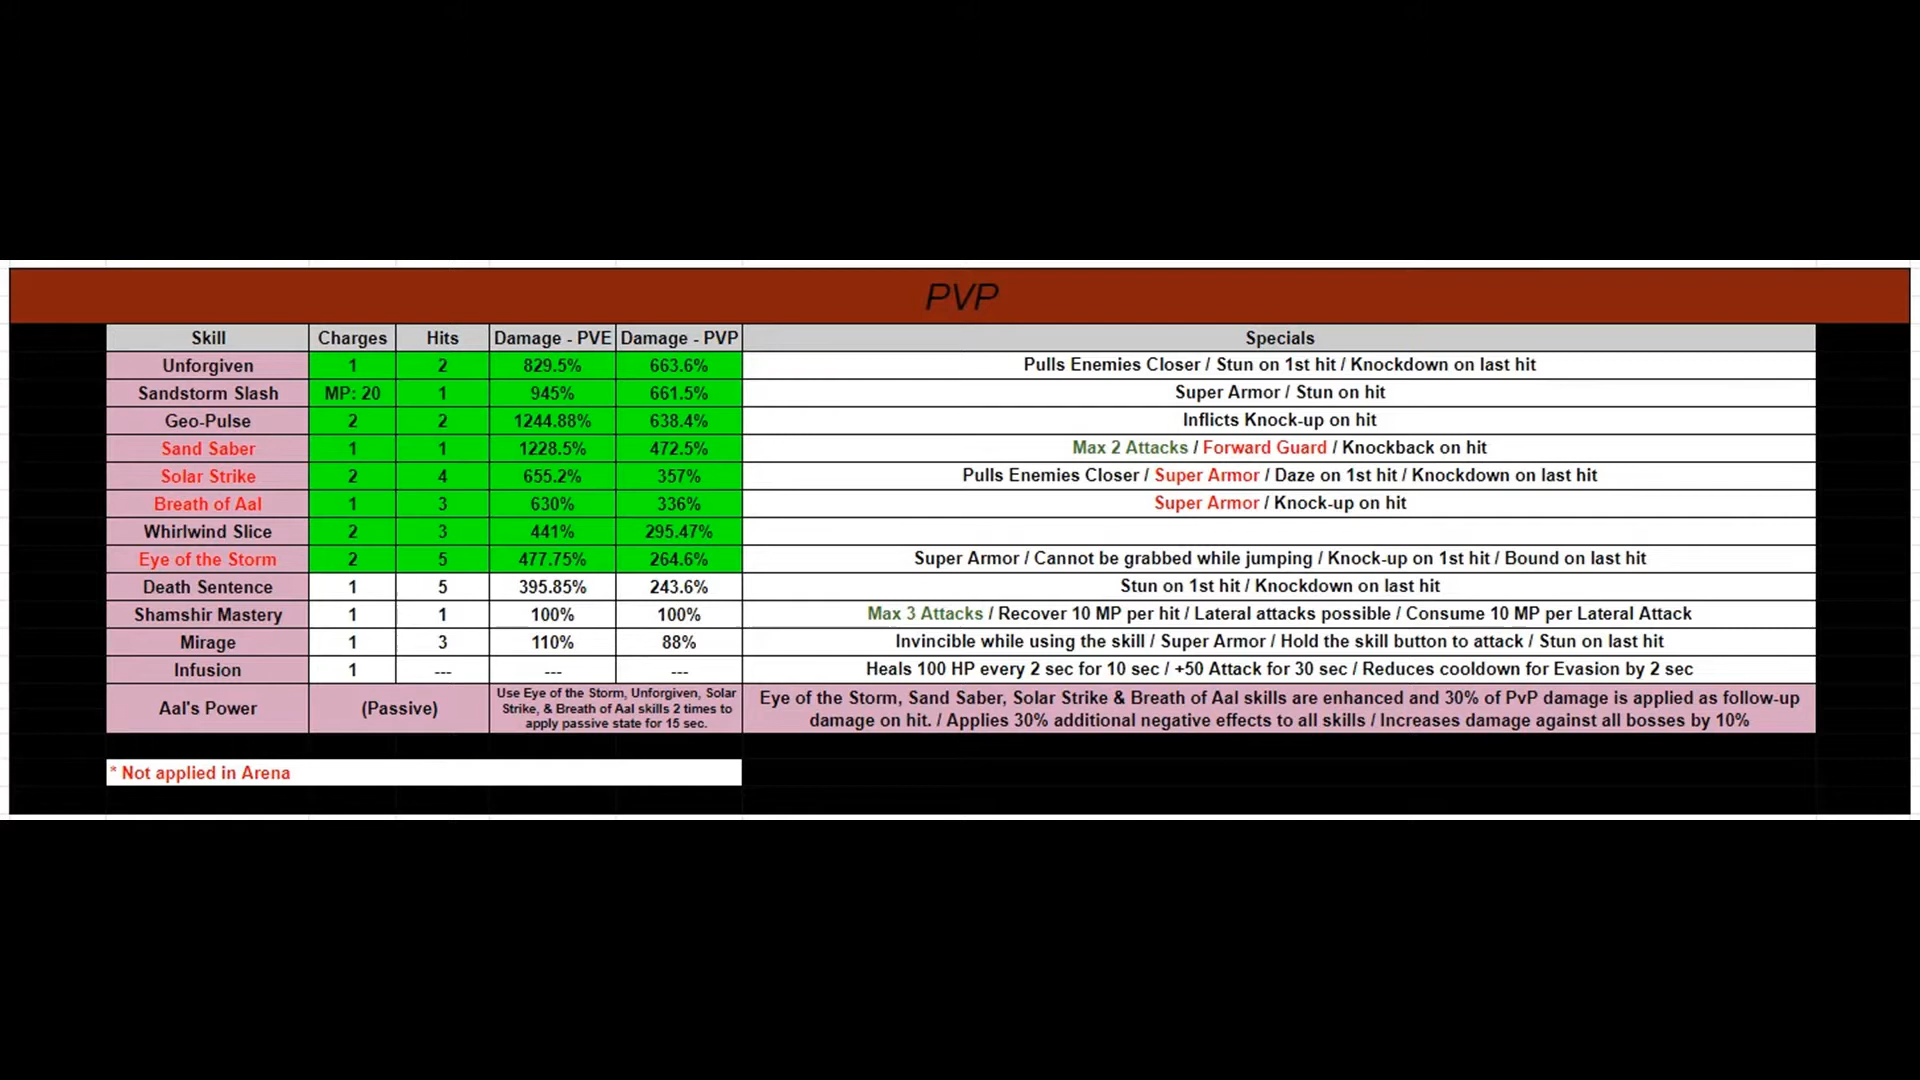 PVP
Skill Charges Hits Damage - PVE Damage - PVP Specials
Unforgiven 1 2 829.5% 663.6% Pulls Enemies Closer / Stun on 1st hit / Knockdown on last hit
Sandstorm Slash MP: 20 1 945% 661.5% Super Armor / Stun on hit
Geo-Pulse 2 2 1244.88% 638.4% Inflicts Knock-up on hit
Sand Saber 1 1 1228.5% 472.5% Max 2 Attacks / Forward Guard / Knockback on hit
Solar Strike 2 4 655.2% 357% Pulls Enemies Closer / Super Armor / Daze on 1st hit / Knockdown on last hit
Breath of Aal 1 3 630% 336% Super Armor / Knock-up on hit
Whirlwind Slice 2 3 441% 295.47%
Eye of the Storm 2 5 477.75% 264.6% Super Armor / Cannot be grabbed while jumping / Knock-up on 1st hit / Bound on last hit
Death Sentence 1 5 395.85% 243.6% Stun on 1st hit / Knockdown on last hit
Shamshir Mastery 1 1 100% 100% Max 3 Attacks / Recover 10 MP per hit / Lateral attacks possible / Consume 10 MP per Lateral Attack
Mirage 1 3 110% 88% Invincible while using the skill / Super Armor / Hold the skill button to attack / Stun on last hit
Infusion 1 --- --- --- Heals 100 HP every 2 sec for 10 sec / +50 Attack for 30 sec / Reduces cooldown for Evasion by 2 sec
Aal's Power (Passive)
Use Eye of the Storm, Unforgiven, Solar
Strike, & Breath of Aal skills 2 times to
apply passive state for 15 sec.
Eye of the Storm, Sand Saber, Solar Strike & Breath of Aal skills are enhanced and 30% of PvP damage is applied as follow-up
damage on hit. / Applies 30% additional negative effects to all skills / Increases damage against all bosses by 10%
* Not applied in Arena